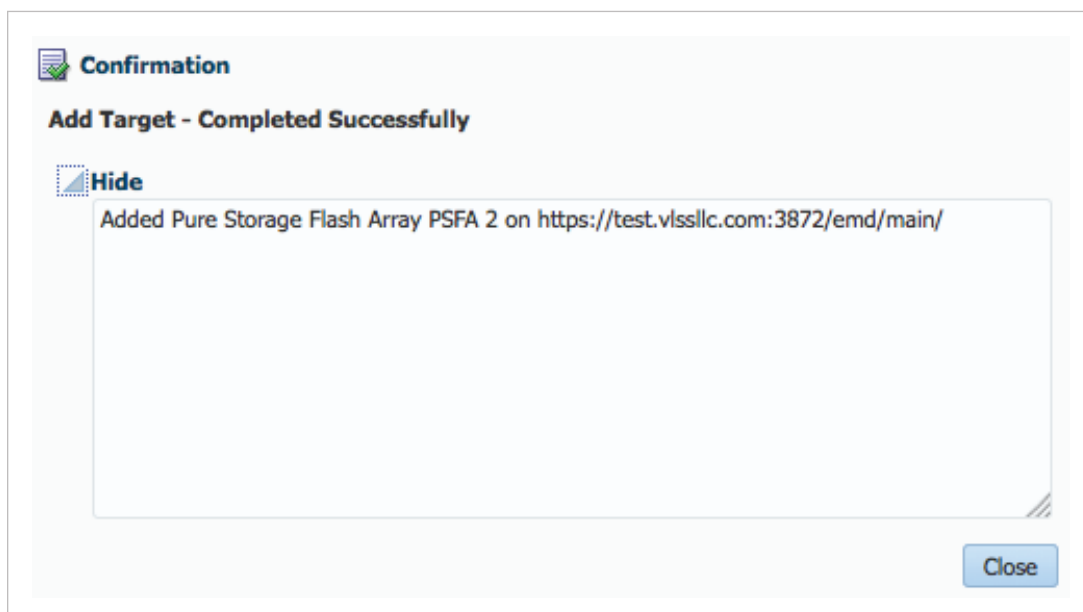 Confirmation
Add Target - Completed Successfully
Hide
Added Pure Storage Flash Array PSFA 2 on https://test.vlssllc.com:3872/emd/main/
Close